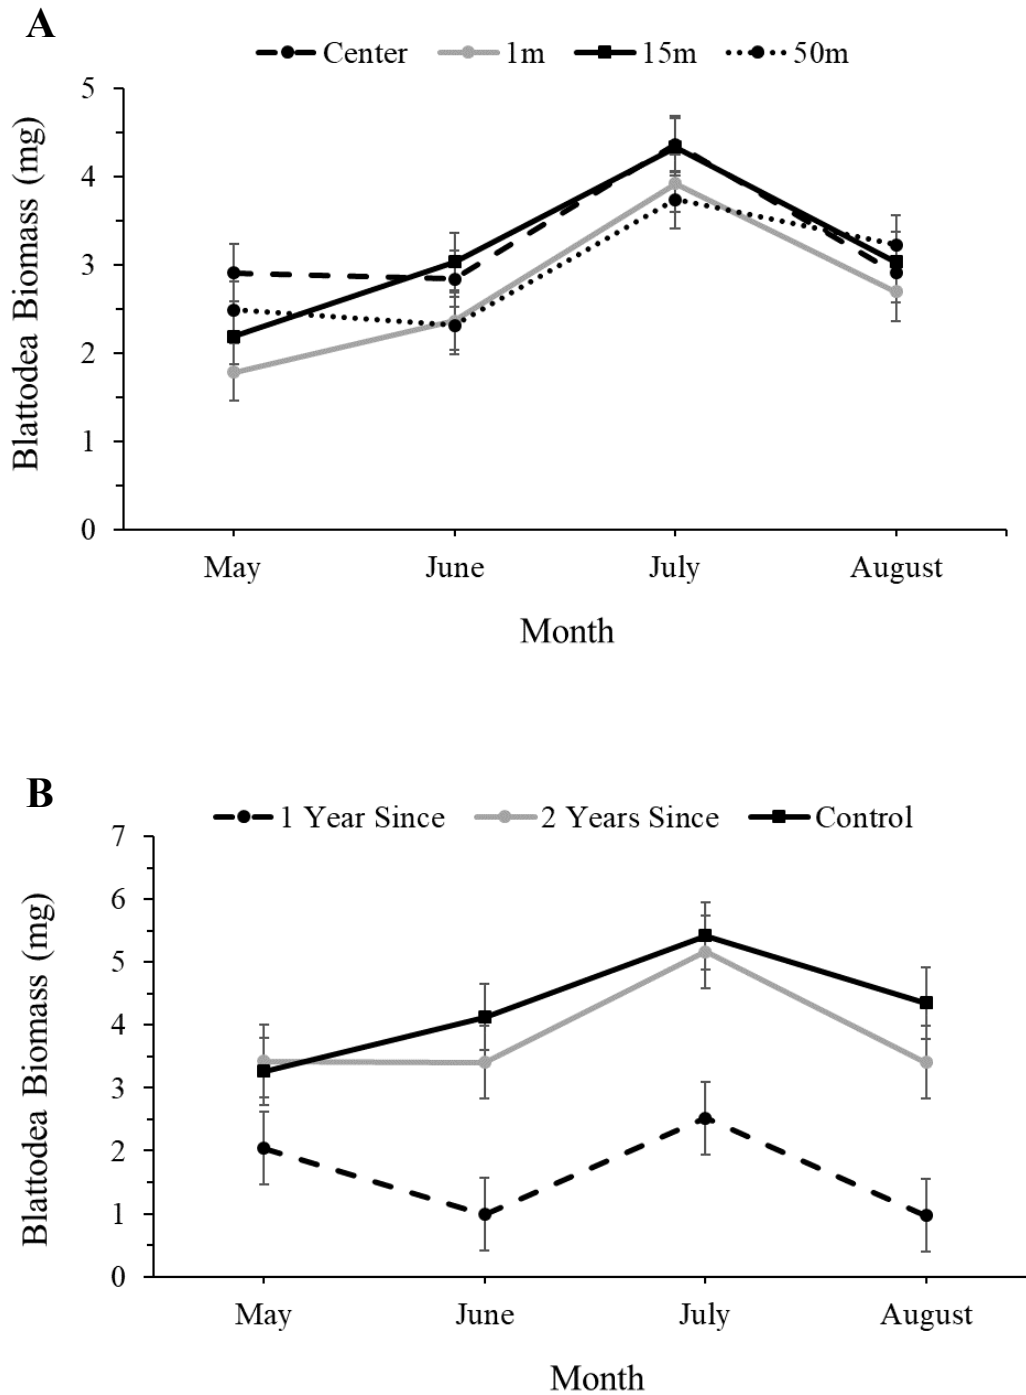 A
Center 1m 15m 50m
5
4
3
2
1
0
Blattodea Biomass (mg)
May June July August
Month
B
1 Year Since 2 Years Since Control
7
6
5
4
3
2
1
0
Blattodea Biomass (mg)
May June July August
Month